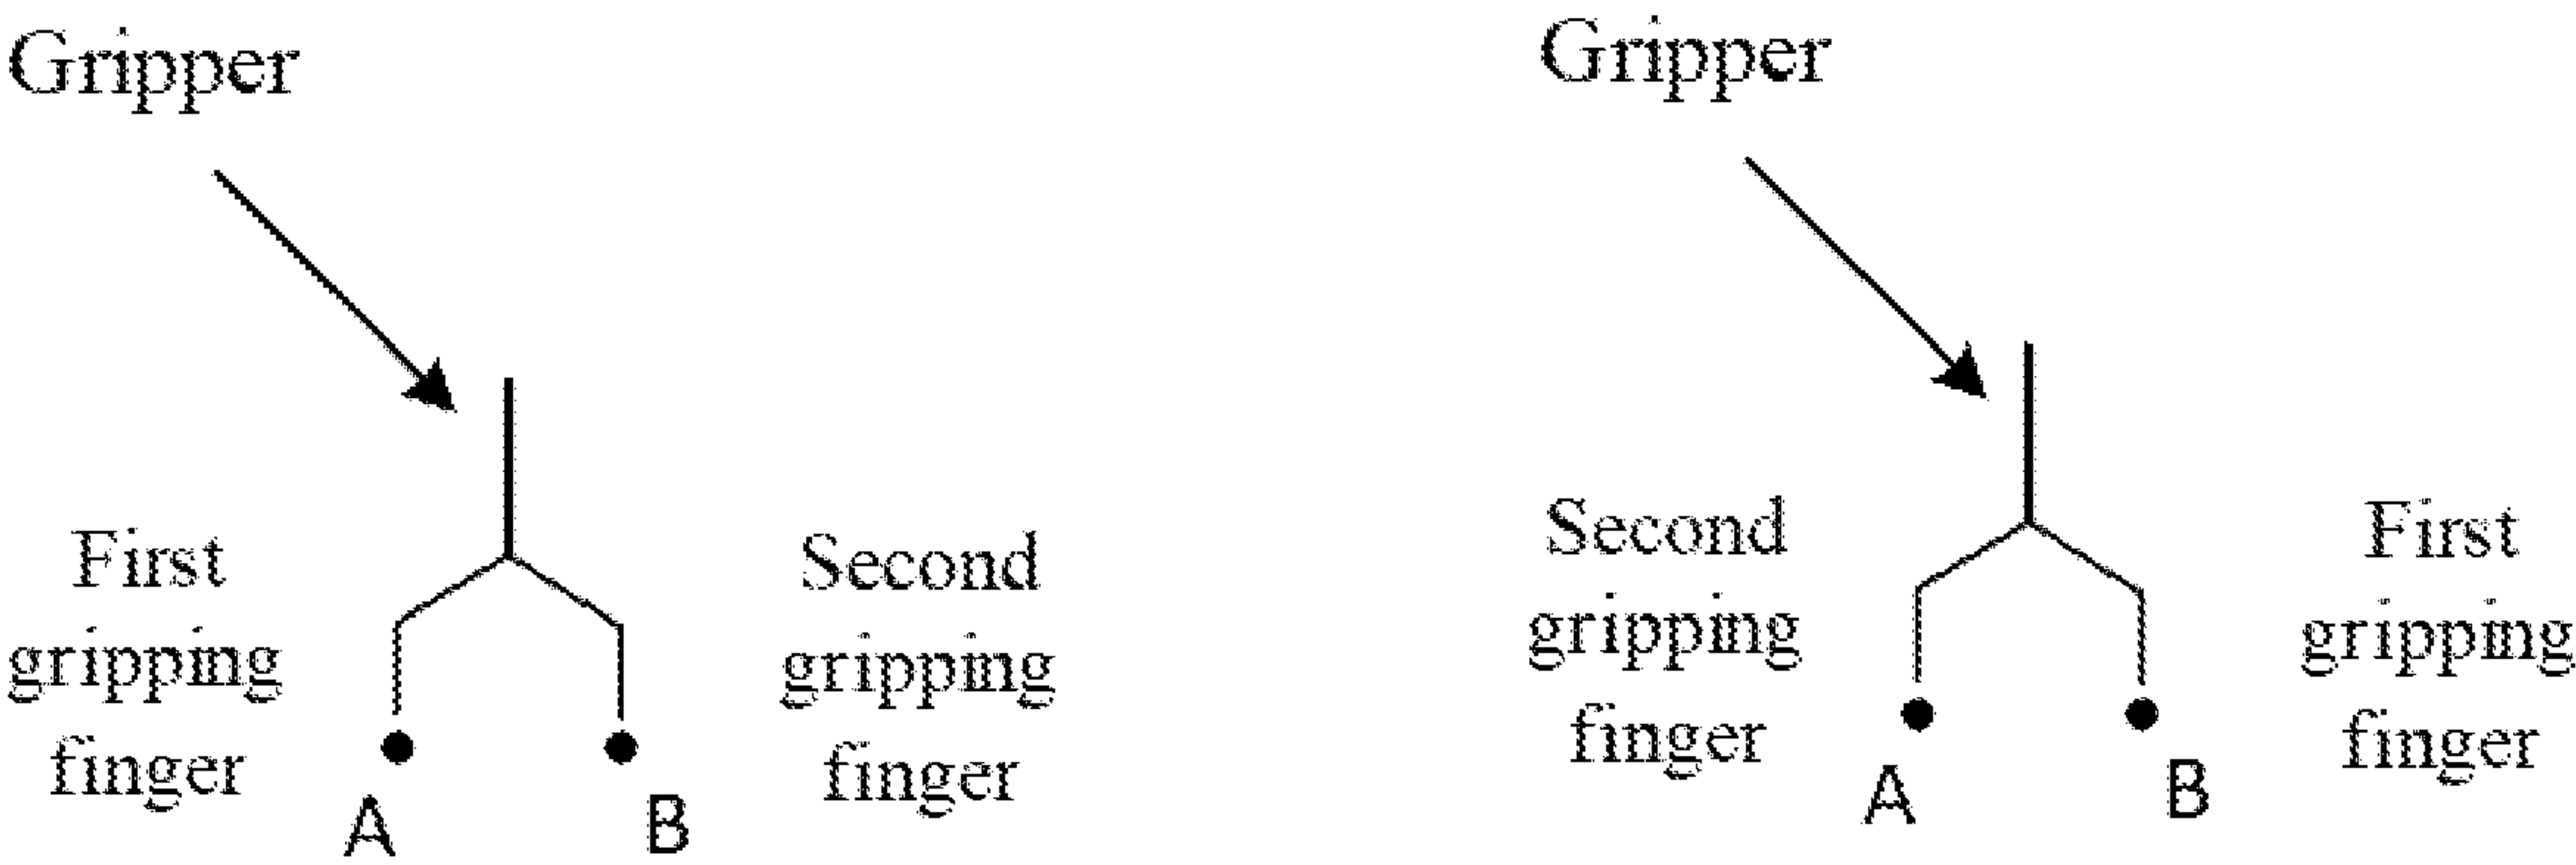 Gripper
First
gripping
finger
Second
gripping
finger
A
B
Gripper
Second
gripping
finger
First
gripping
finger
A
B